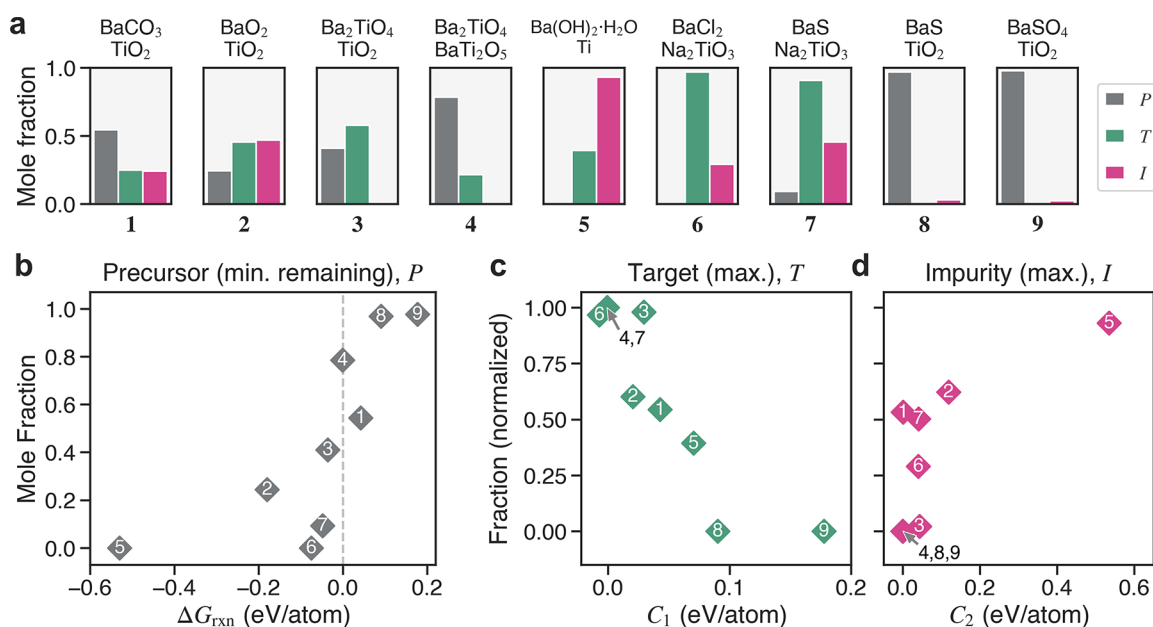 a
BaCO₃ BaO₂ Ba₂TiO₄ Ba₂TiO₄ Ba(OH)₂·H₂O BaCl₂ BaS BaS BaSO₄
TiO₂ TiO₂ TiO₂ BaTi₂O₅ Ti Na₂TiO₃ Na₂TiO₃ TiO₂ TiO₂
Mole fraction
1.0
0.5
0.0
1 2 3 4 5 6 7 8 9
P
T
I
b
Precursor (min. remaining), P
Mole Fraction
1.0
0.8
0.6
0.4
0.2
0.0
8 9
4
1
3
2
7
5 6
−0.6 −0.4 −0.2 0.0 0.2
ΔG_rxn (eV/atom)
c
Target (max.), T
Fraction (normalized)
1.00
0.75
0.50
0.25
0.00
6 3
4,7
2 1
5
8 9
0.0 0.1 0.2
C₁ (eV/atom)
d
Impurity (max.), I
5
2
1 7
6
3
4,8,9
0.0 0.2 0.4 0.6
C₂ (eV/atom)